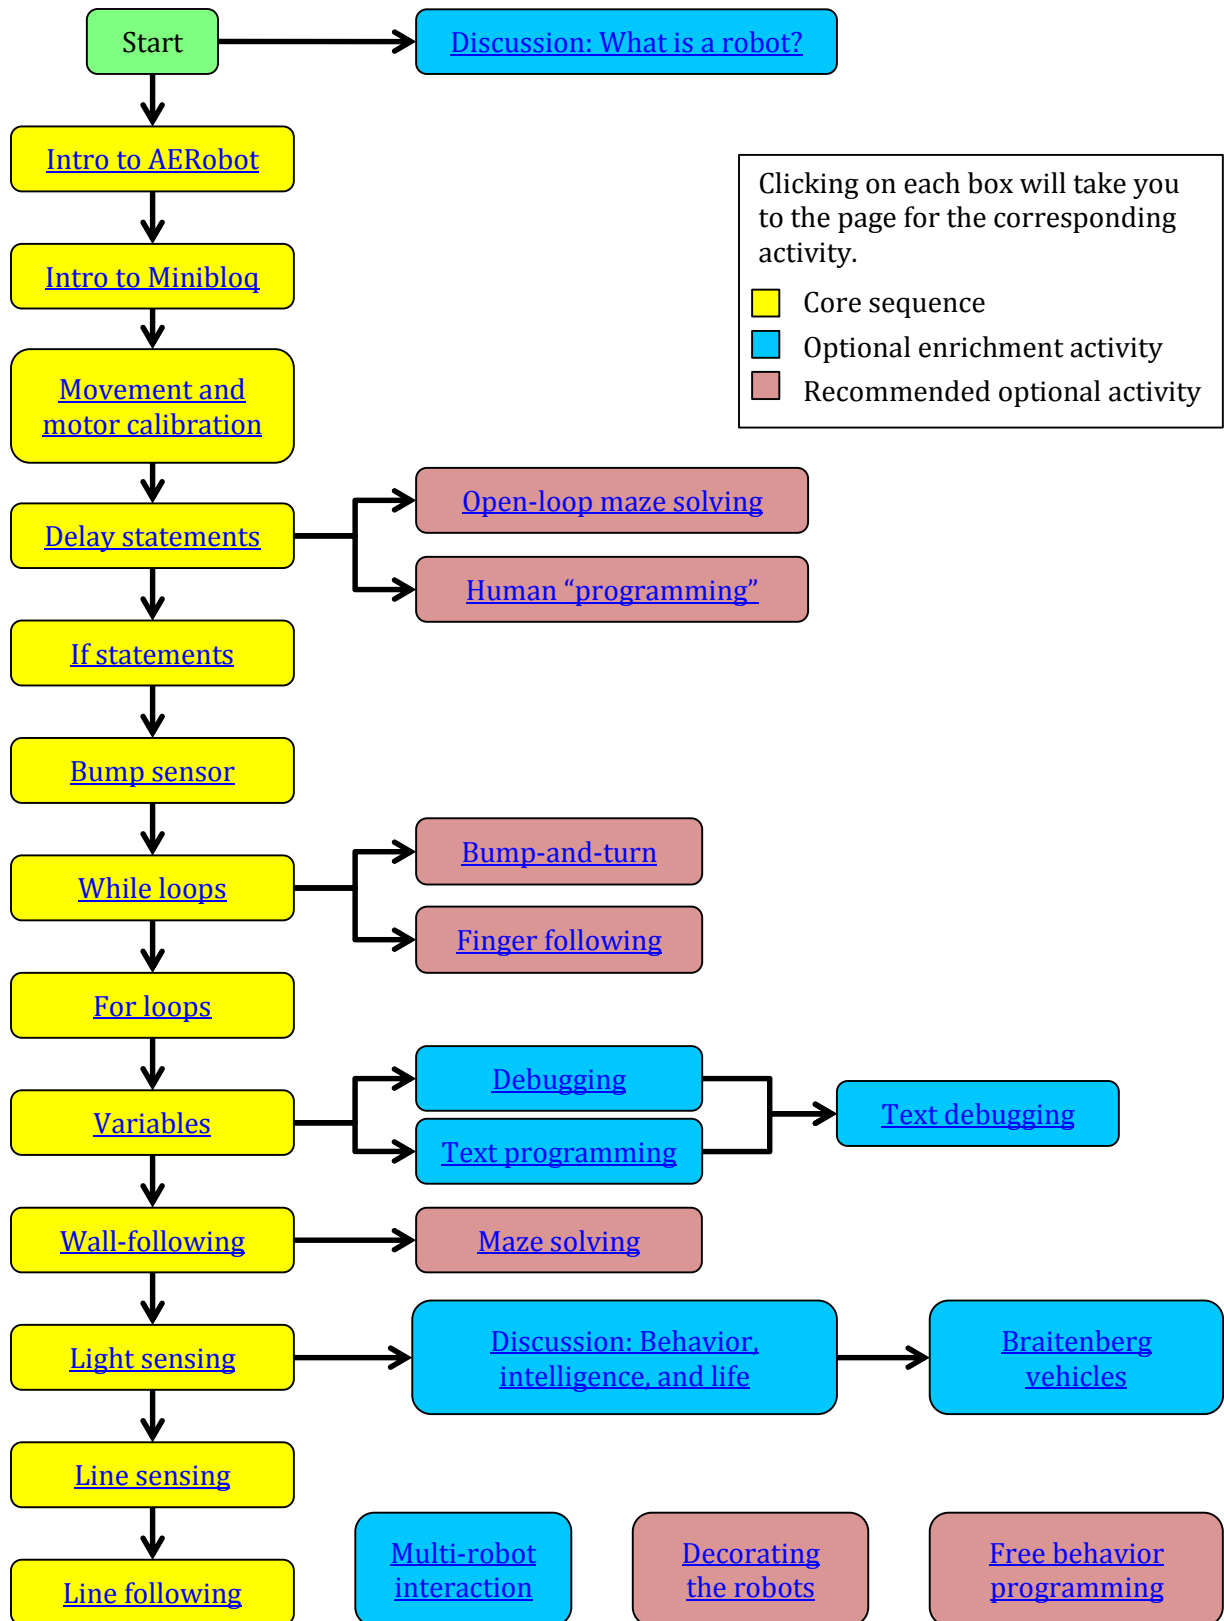 Start
Discussion: What is a robot?
Intro to AERobot
Clicking on each box will take you
to the page for the corresponding
activity.
Core sequence
Optional enrichment activity
Recommended optional activity
Intro to Minibloq
Movement and
motor calibration
Delay statements
Open-loop maze solving
Human “programming”
If statements
Bump sensor
While loops
Bump-and-turn
Finger following
For loops
Variables
Debugging
Text programming
Text debugging
Wall-following
Maze solving
Light sensing
Discussion: Behavior,
intelligence, and life
Braitenberg
vehicles
Line sensing
Line following
Multi-robot
interaction
Decorating
the robots
Free behavior
programming